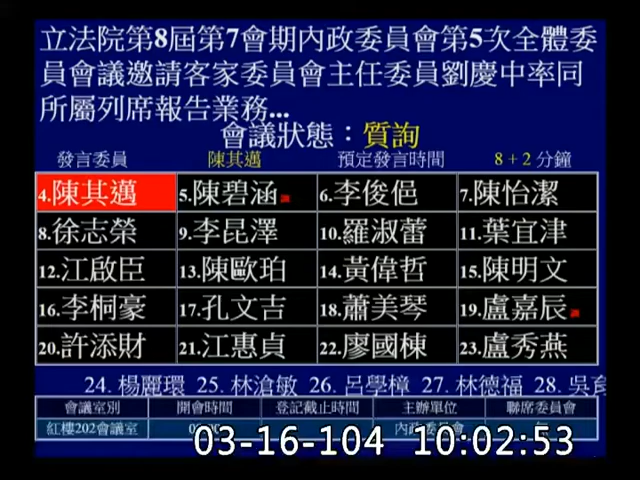 立法院第8屆第7會期內政委員會第5次全體委
員會議邀請客家委員會主任委員劉慶中率同
所屬列席報告業務...
會議狀態：質詢
發言委員 陳其邁 預定發言時間 8+2 分鐘
4.陳其邁 5.陳碧涵 6.李俊俋 7.陳怡潔
8.徐志榮 9.李昆澤 10.羅淑蕾 11.葉宜津
12.江啟臣 13.陳歐珀 14.黃偉哲 15.陳明文
16.李桐豪 17.孔文吉 18.蕭美琴 19.盧嘉辰
20.許添財 21.江惠貞 22.廖國棟 23.盧秀燕
24. 楊麗環 25. 林滄敏 26. 呂學樟 27. 林德福 28. 吳育
會議室別 開會時間 登記截止時間 主辦單位 聯席委員會
紅樓202會議室 內政委員會 無
03-16-104 10:02:53